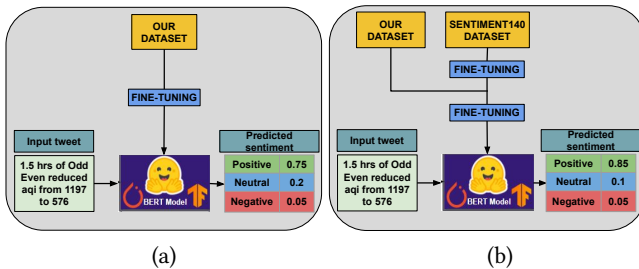 OUR
DATASET
FINE-TUNING
Input tweet
1.5 hrs of Odd
Even reduced
aqi from 1197
to 576
BERT Model
Predicted
sentiment
Positive 0.75
Neutral 0.2
Negative 0.05
(a)
OUR
DATASET
SENTIMENT140
DATASET
FINE-TUNING
FINE-TUNING
Input tweet
1.5 hrs of Odd
Even reduced
aqi from 1197
to 576
BERT Model
Predicted
sentiment
Positive 0.85
Neutral 0.1
Negative 0.05
(b)